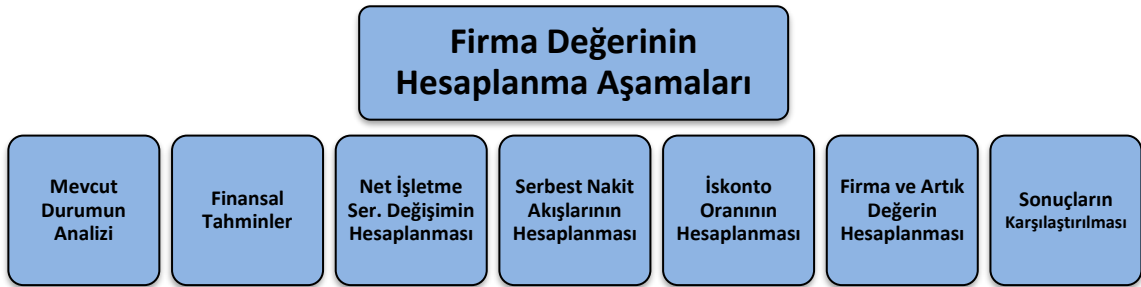 Firma Değerinin
Hesaplanma Aşamaları
Mevcut
Durumun
Analizi
Finansal
Tahminler
Net İşletme
Ser. Değişimin
Hesaplanması
Serbest Nakit
Akışlarının
Hesaplanması
İskonto
Oranının
Hesaplanması
Firma ve Artık
Değerin
Hesaplanması
Sonuçların
Karşılaştırılması